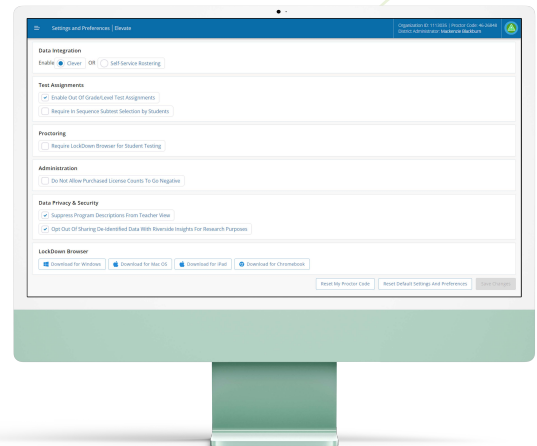 Settings and Preferences | Elevate
Organization ID: 1113035 | Proctor Code: 46-26948
District Administrator: Mackenzie Blackburn
Data Integration
Enable Clever OR Self-Service Rostering
Test Assignments
Enable Out Of Grade/Level Test Assignments
Require In Sequence Subtest Selection by Students
Proctoring
Require LockDown Browser for Student Testing
Administration
Do Not Allow Purchased License Counts To Go Negative
Data Privacy & Security
Suppress Program Descriptions From Teacher View
Opt Out Of Sharing De-Identified Data With Riverside Insights For Research Purposes
LockDown Browser
Download for Windows Download for Mac OS Download for iPad Download for Chromebook
Reset My Proctor Code Reset Default Settings And Preferences Save Changes